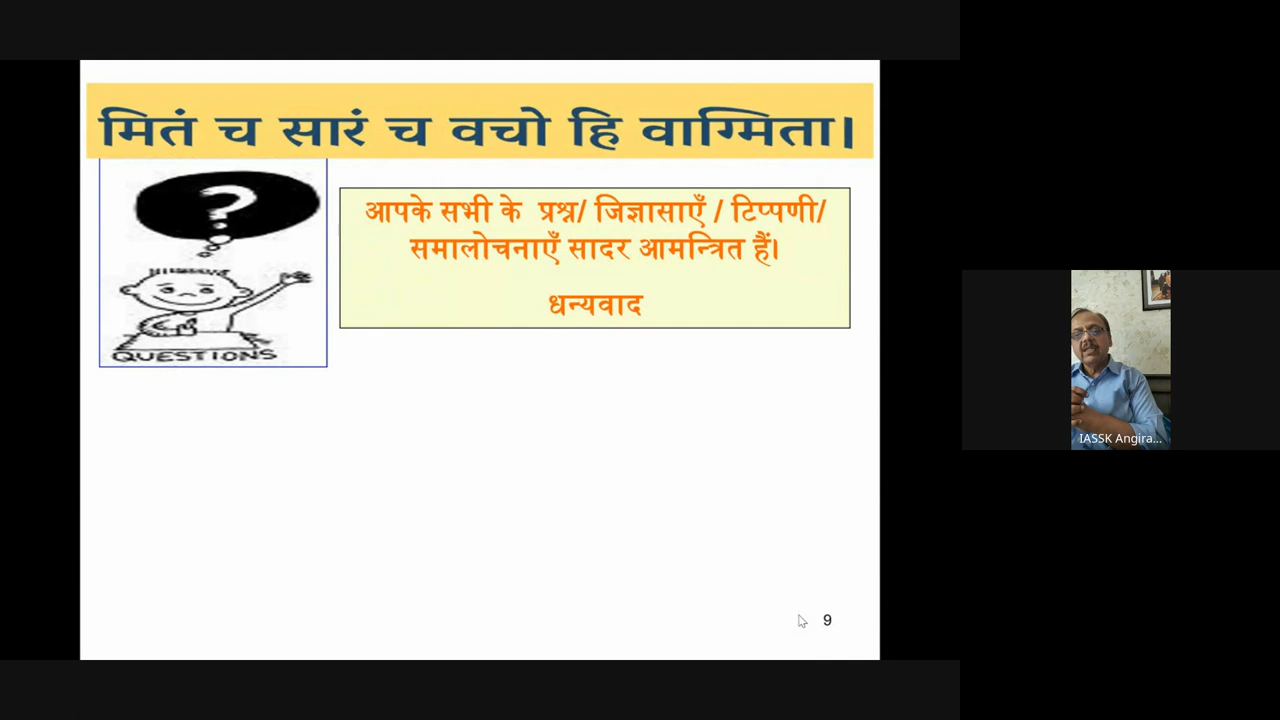 मितं च सारं च वचो हि वाग्मिता।
आपके सभी के प्रश्न/ जिज्ञासाएँ / टिप्पणी/
समालोचनाएँ सादर आमन्त्रित हैं।
धन्यवाद
?
QUESTIONS
IASSK Angira...
9